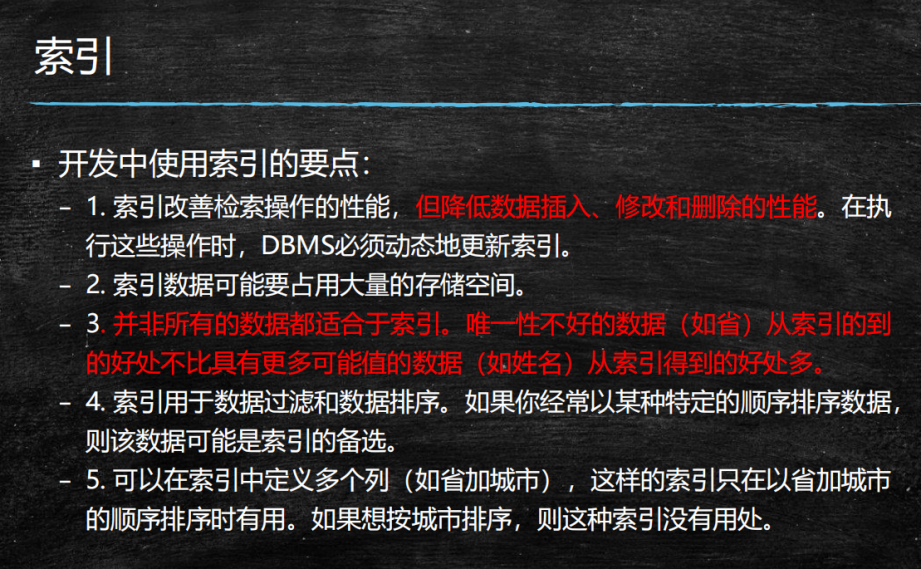 索引
▪ 开发中使用索引的要点：
– 1. 索引改善检索操作的性能，但降低数据插入、修改和删除的性能。在执
行这些操作时，DBMS必须动态地更新索引。
– 2. 索引数据可能要占用大量的存储空间。
– 3. 并非所有的数据都适合于索引。唯一性不好的数据（如省）从索引的到
的好处不比具有更多可能值的数据（如姓名）从索引得到的好处多。
– 4. 索引用于数据过滤和数据排序。如果你经常以某种特定的顺序排序数据，
则该数据可能是索引的备选。
– 5. 可以在索引中定义多个列（如省加城市），这样的索引只在以省加城市
的顺序排序时有用。如果想按城市排序，则这种索引没有用处。